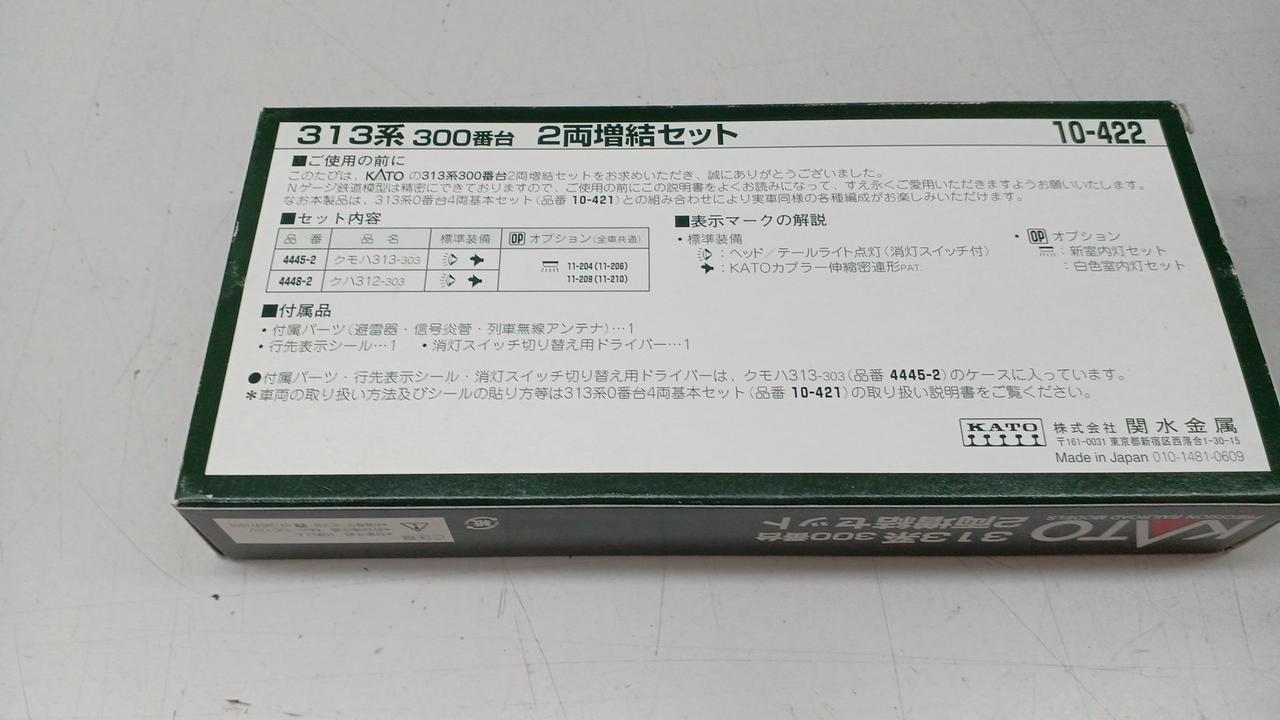 313系 300番台 2両増結セット 10-422
■ご使用の前に
このたびは、KATOの313系300番台2両増結セットをお求めいただき、誠にありがとうございました。
Nゲージ鉄道模型は精密にできておりますので、ご使用の前にこの説明書をよくお読みになって、すえ永くご愛用いただきますようお願いいたします。
なお本製品は、313系0番台4両基本セット(品番 10-421)との組み合わせにより実車同様の各種編成がお楽しみいただけます。
■セット内容
品 番 品 名 標準装備 OP オプション(全車共通)
4445-2 クモハ313-303 11-204(11-206)
4448-2 クハ312-303 11-209(11-210)
■表示マークの解説
・標準装備
:ヘッド/テールライト点灯(消灯スイッチ付)
:KATOカプラー伸縮密連形PAT.
・OP オプション
:新室内灯セット
:白色室内灯セット
■付属品
・付属パーツ(避雷器・信号炎管・列車無線アンテナ)…1
・行先表示シール…1 ・消灯スイッチ切り替え用ドライバー…1
●付属パーツ・行先表示シール・消灯スイッチ切り替え用ドライバーは、クモハ313-303(品番 4445-2)のケースに入っています。
*車両の取り扱い方法及びシールの貼り方等は313系0番台4両基本セット(品番 10-421)の取り扱い説明書をご覧ください。
KATO 株式会社 関水金属
〒161-0031 東京都新宿区西落合1-30-15
Made in Japan 010-1481-0609
KATO 313系 300番台
PRECISION RAILROAD MODELS 2両増結セット
ご注意